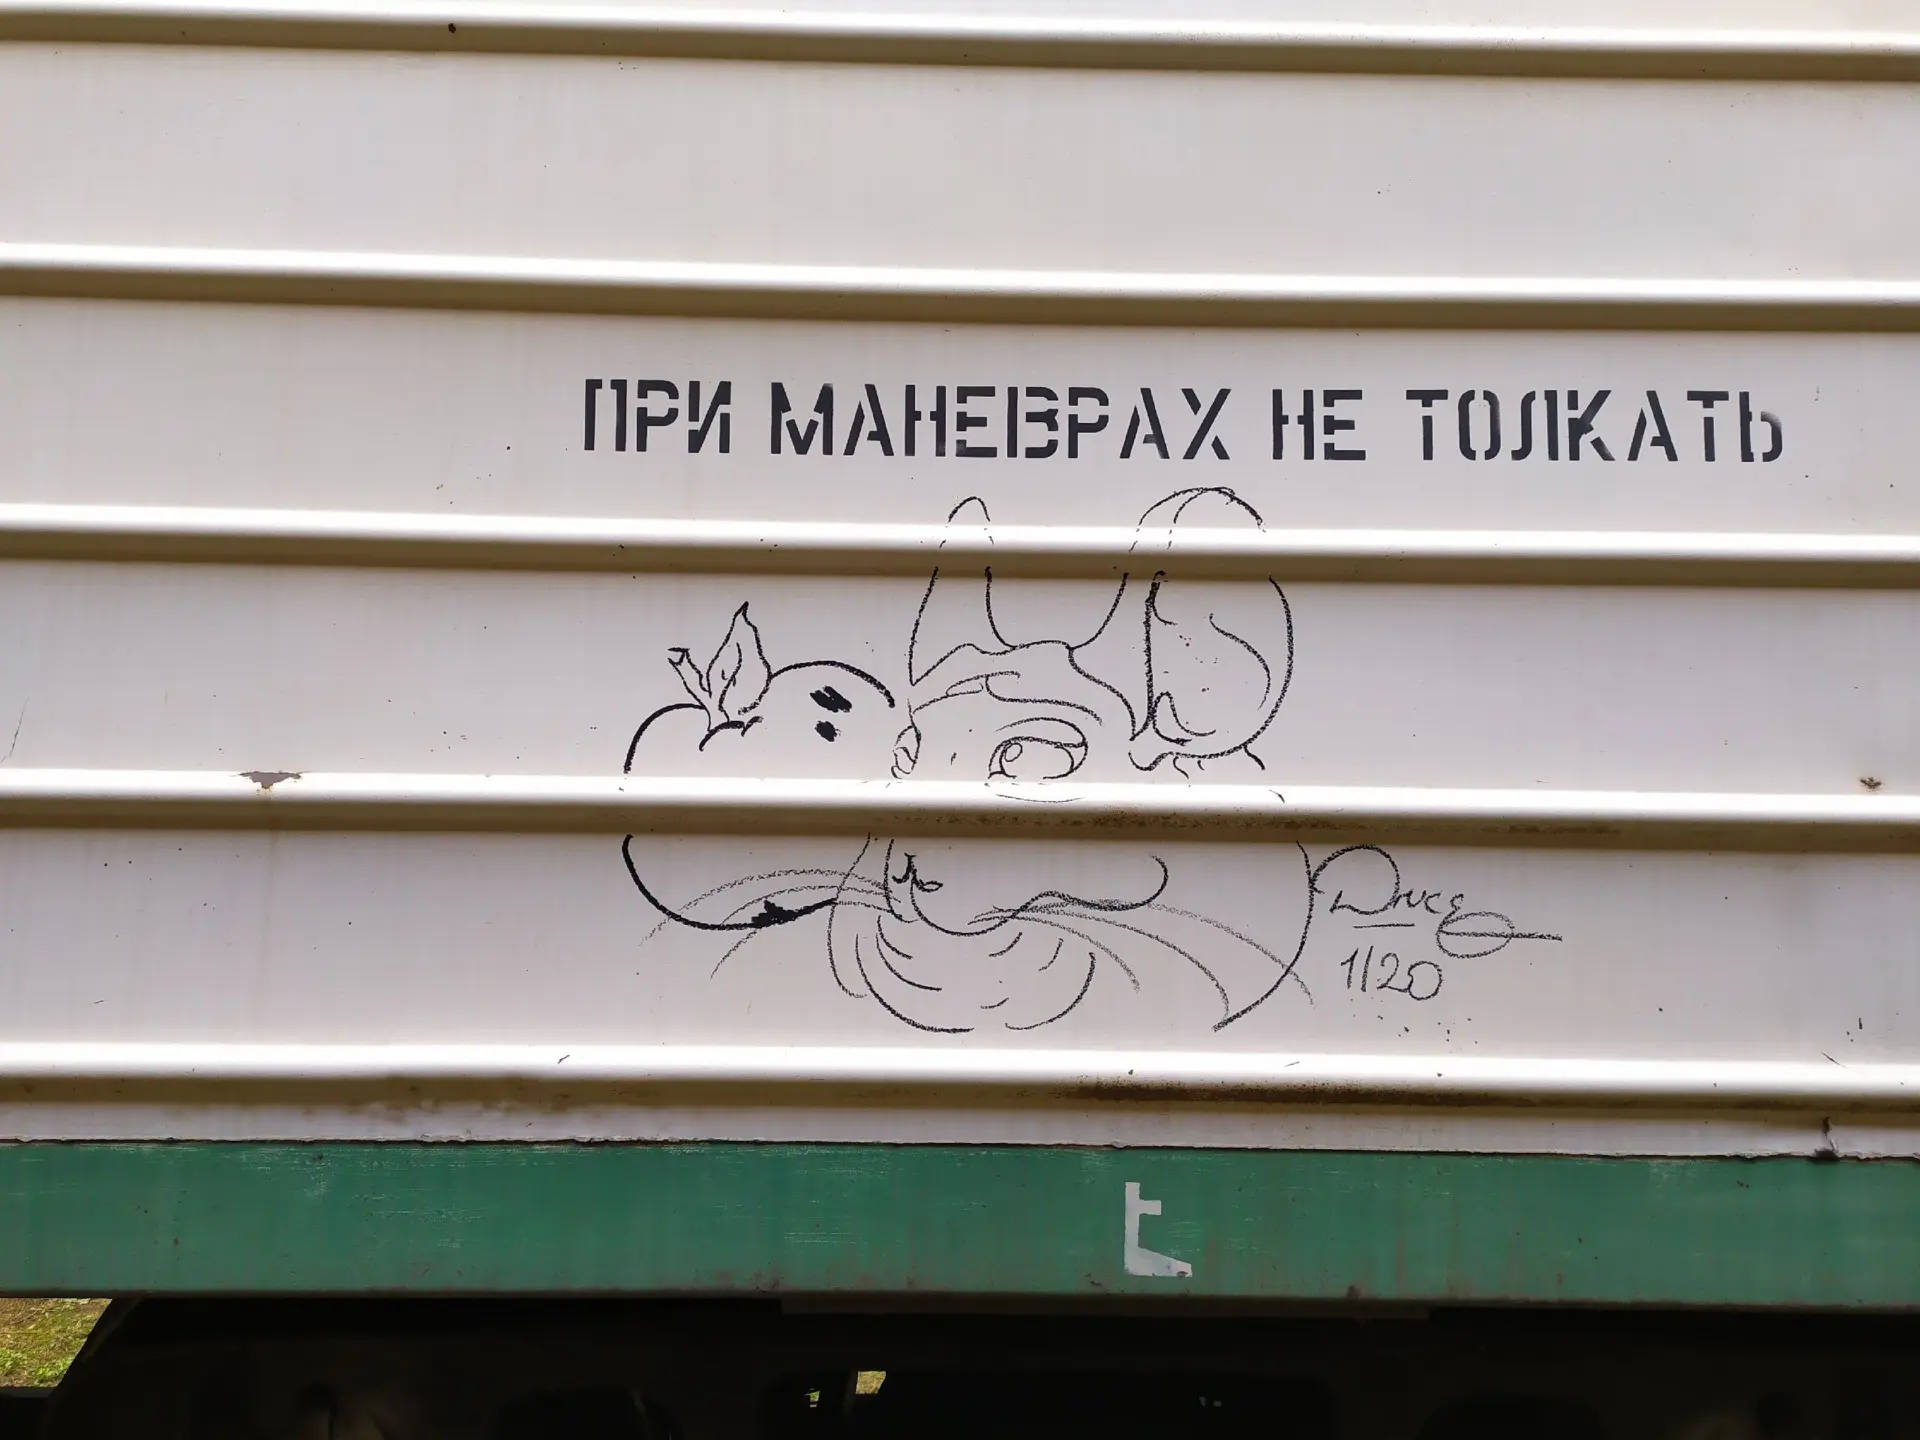 ПРИ МАНЕВРАХ НЕ ТОЛКАТЬ
1/20